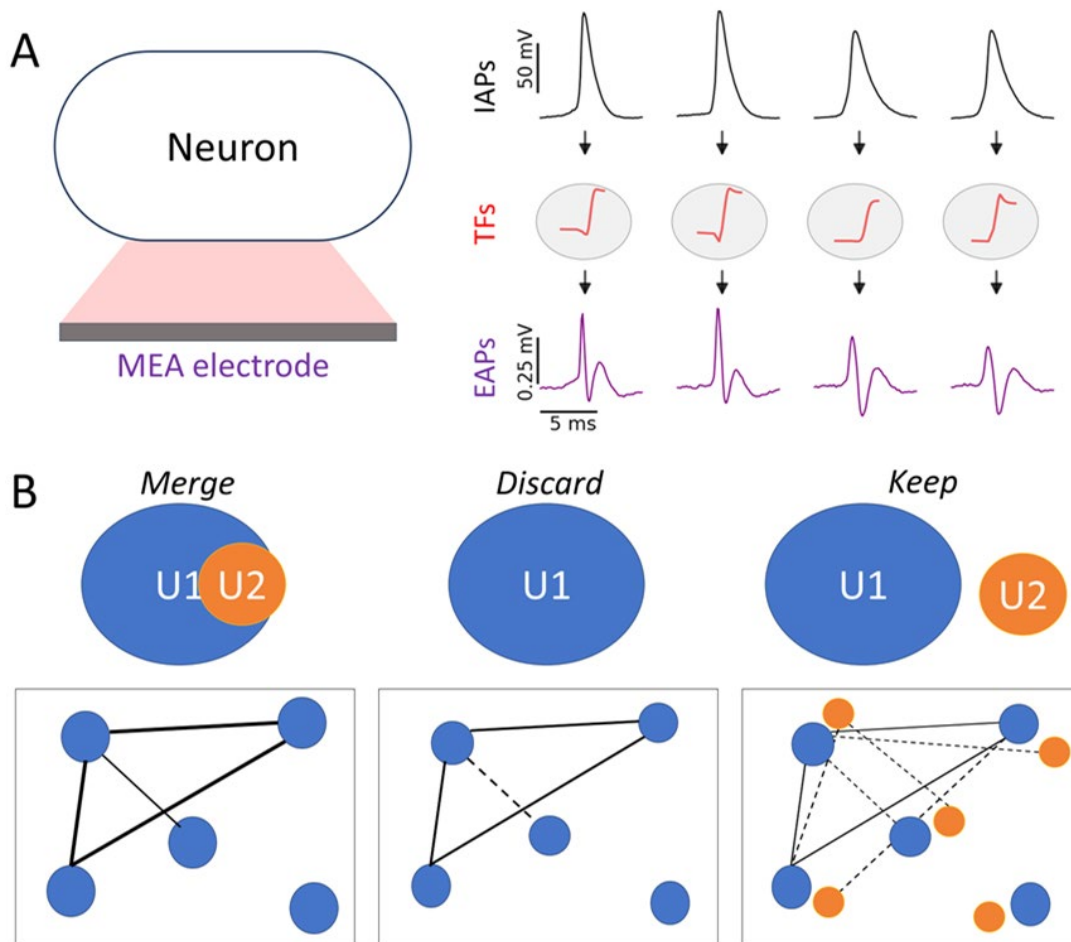 A
Neuron
MEA electrode
IAPs
50 mV
TFs
EAPs
0.25 mV
5 ms
B
Merge
Discard
Keep
U1
U2
U1
U1
U2